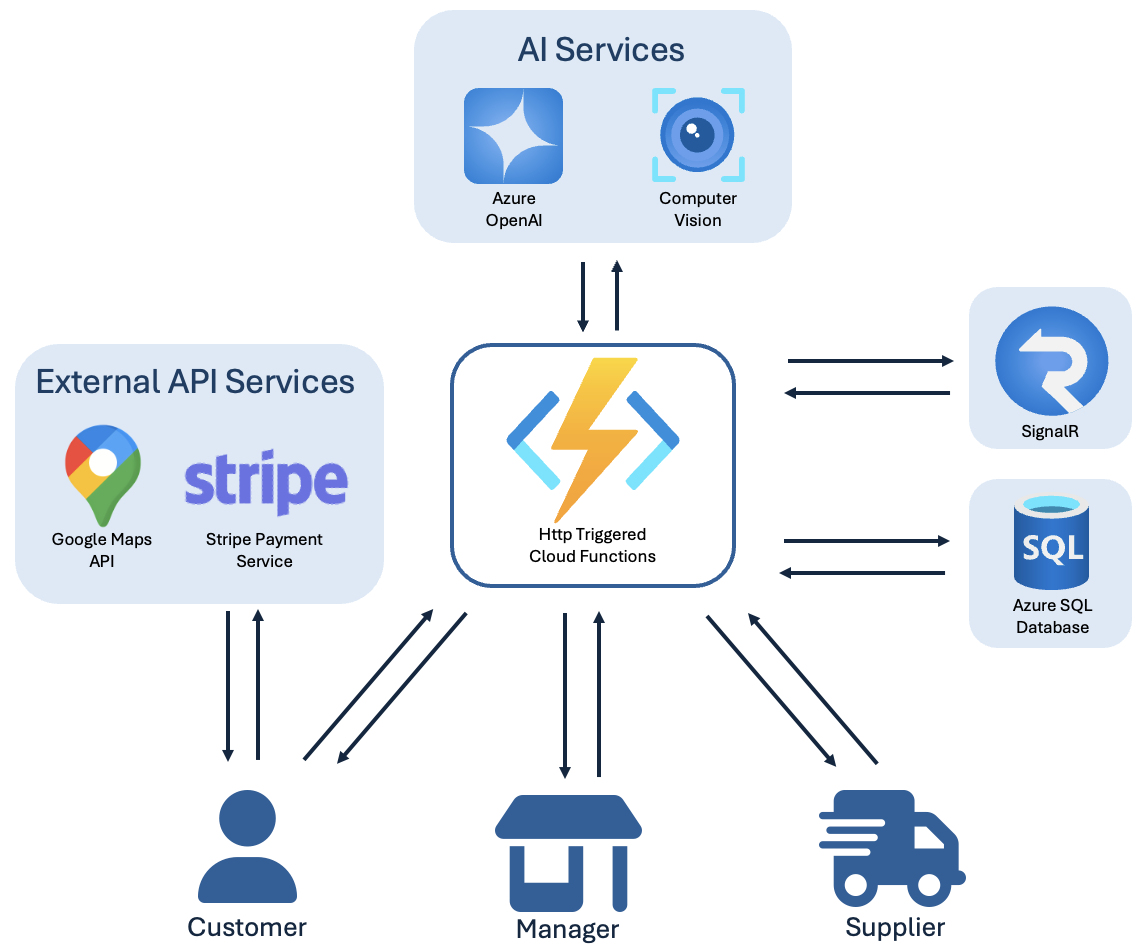 AI Services
Azure
OpenAI
Computer
Vision
External API Services
stripe
Google Maps
API
Stripe Payment
Service
Http Triggered
Cloud Functions
SignalR
SQL
Azure SQL
Database
Customer
Manager
Supplier